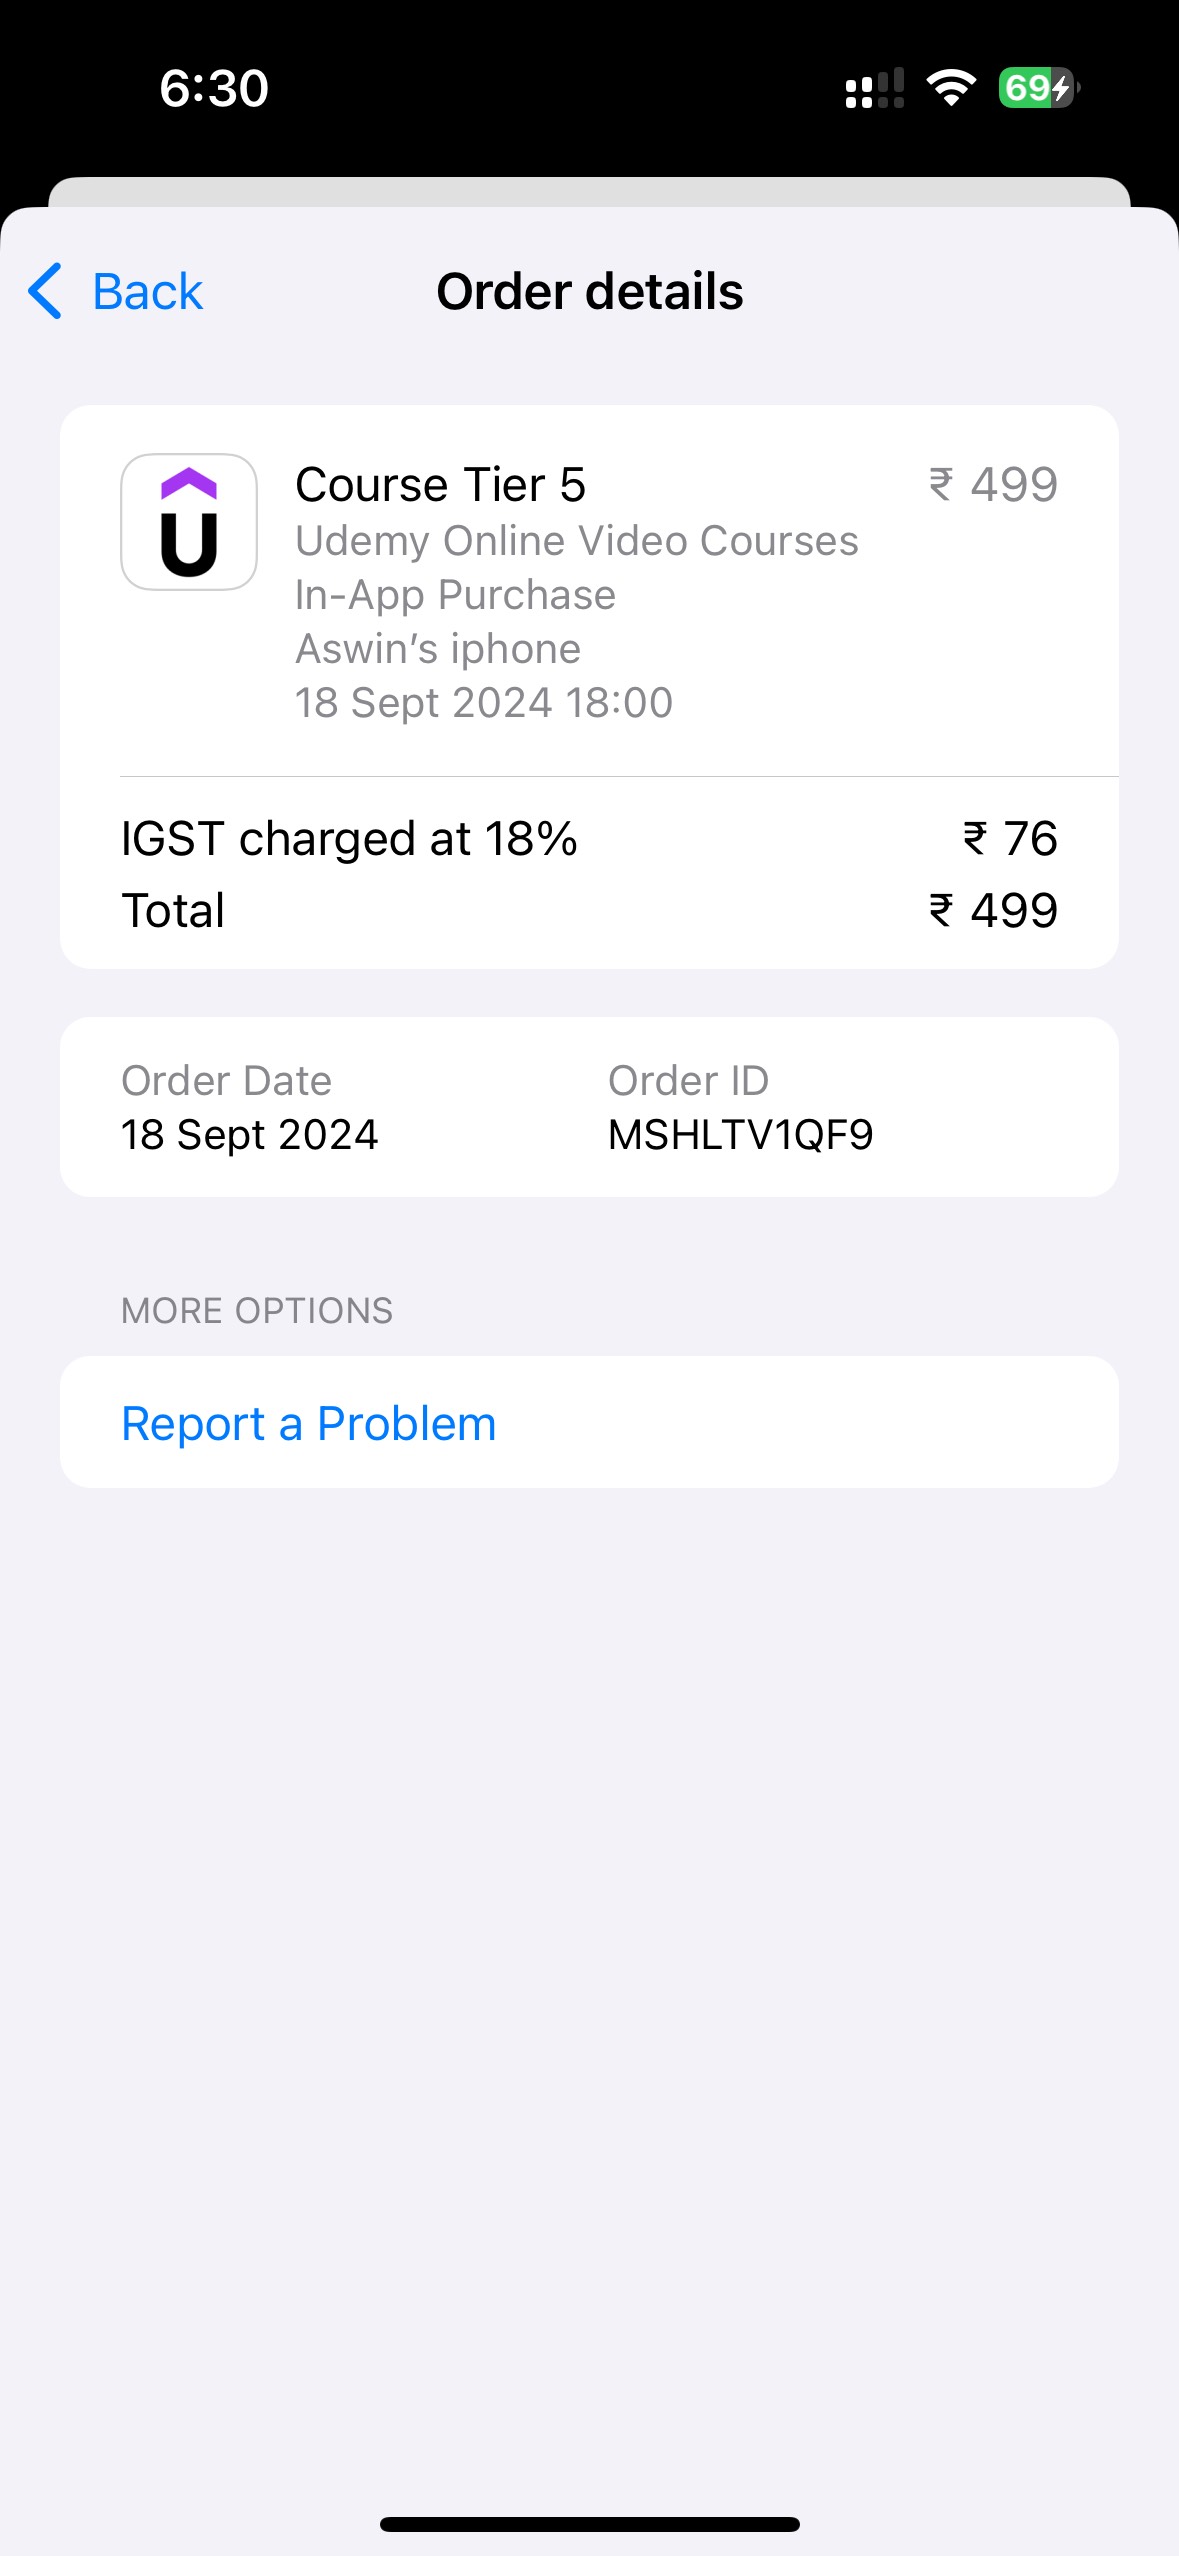 6:30
69
Back
Order details
Course Tier 5
₹ 499
Udemy Online Video Courses
In-App Purchase
Aswin’s iphone
18 Sept 2024 18:00
IGST charged at 18%
₹ 76
Total
₹ 499
Order Date
Order ID
18 Sept 2024
MSHLTV1QF9
MORE OPTIONS
Report a Problem